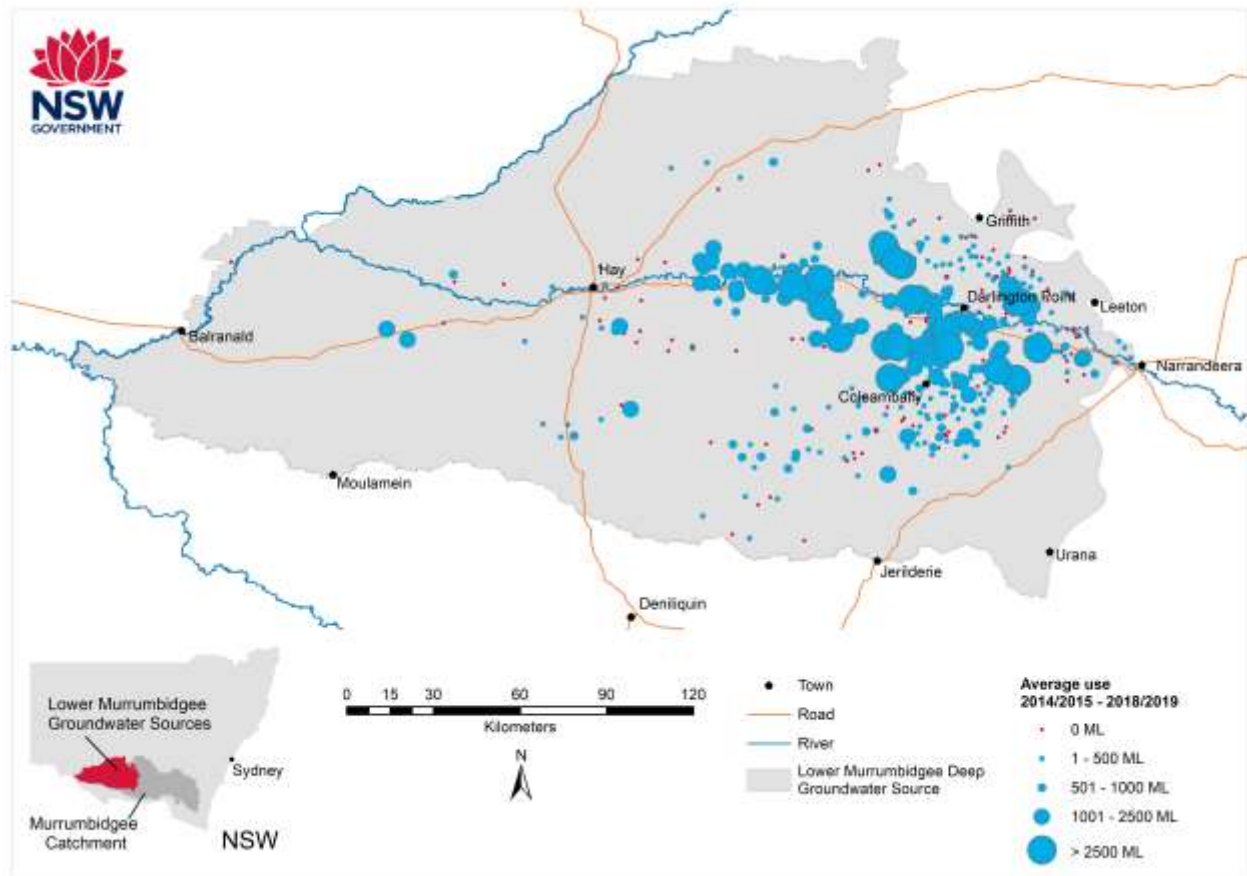 NSW
GOVERNMENT
Griffith
Hay
Darlington Point
Leeton
Balranald
Narrandeera
Coleambally
Moulamein
Urana
Jerilderie
Deniliquin
Lower Murrumbidgee
Groundwater Sources
Sydney
Murrumbidgee
Catchment
NSW
0 15 30 60 90 120
Kilometers
N
Town
Road
River
Lower Murrumbidgee Deep
Groundwater Source
Average use
2014/2015 - 2018/2019
0 ML
1 - 500 ML
501 - 1000 ML
1001 - 2500 ML
> 2500 ML